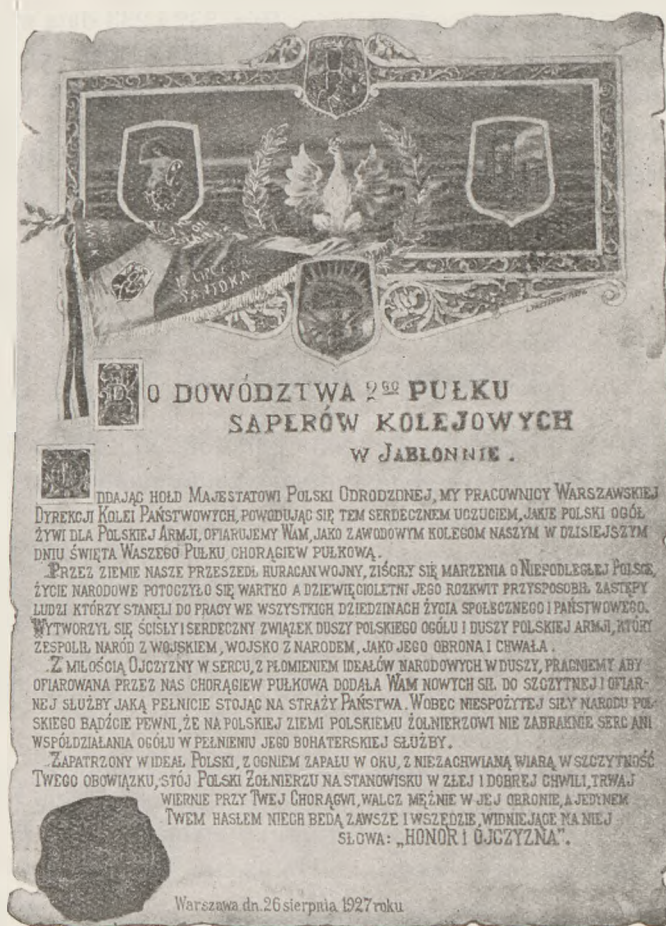 LIPCE
SANIOKA
DO DOWÓDZTWA 2GO PUŁKU
SAPERÓW KOLEJOWYCH
W JABŁONNIE.
ODDAJĄC HOŁD MAJESTATOWI POLSKI ODRODZONEJ, MY PRACOWNICY WARSZAWSKIEJ
DYREKCJI KOLEI PAŃSTWOWYCH, POWODUJĄC SIĘ TEM SERDECZNEM UCZUCIEM, JAKIE POLSKI OGÓŁ
ŻYWI DLA POLSKIEJ ARMJI, OFIARUJEMY WAM, JAKO ZAWODOWYM KOLEGOM NASZYM W DZISIEJSZYM
DNIU ŚWIĘTA WASZEGO PUŁKU, CHORĄGIEW PUŁKOWĄ.
PRZEZ ZIEMIE NASZE PRZESZEDŁ HURAGAN WOJNY, ZIŚCIŁY SIĘ MARZENIA O NIEPODLEGŁEJ POLSCE,
ŻYCIE NARODOWE POTOCZYŁO SIĘ WARTKO A DZIEWIĘCIOLETNI JEGO ROZKWIT PRZYSPOSOBIŁ ZASTĘPY
LUDZI KTÓRZY STANĘLI DO PRACY WE WSZYSTKICH DZIEDZINACH ŻYCIA SPOŁECZNEGO I PAŃSTWOWEGO.
WYTWORZYŁ SIĘ ŚCISŁY I SERDECZNY ZWIĄZEK DUSZY POLSKIEGO OGÓŁU I DUSZY POLSKIEJ ARMJI, KTÓRY
ZESPOLIŁ NARÓD Z WOJSKIEM, WOJSKO Z NARODEM, JAKO JEGO OBRONA I CHWAŁA.
Z MIŁOŚCIĄ OJCZYZNY W SERCU, Z PŁOMIENIEM IDEAŁÓW NARODOWYCH W DUSZY, PRAGNIEMY ABY
OFIAROWANA PRZEZ NAS CHORĄGIEW PUŁKOWA DODAŁA WAM NOWYCH SIŁ DO SZCZYTNEJ I OFIAR-
NEJ SŁUŻBY JAKĄ PEŁNICIE STOJĄC NA STRAŻY PAŃSTWA. WOBEC NIESPOŻYTEJ SIŁY NARODU POL-
SKIEGO BĄDŹCIE PEWNI, ŻE NA POLSKIEJ ZIEMI POLSKIEMU ŻOŁNIERZOWI NIE ZABRAKNIE SERC ANI
WSPÓŁDZIAŁANIA OGÓŁU W PEŁNIENIU JEGO BOHATERSKIEJ SŁUŻBY.
ZAPATRZONY W IDEAŁ POLSKI, Z OGNIEM ZAPAŁU W OKU, Z NIEZACHWIANĄ WIARĄ W SZCZYTNOŚĆ
TWEGO OBOWIĄZKU, STÓJ POLSKI ŻOŁNIERZU NA STANOWISKU W ZŁEJ I DOBREJ CHWILI, TRWAJ
WIERNIE PRZY TWEJ CHORĄGWI, WALCZ MĘŻNIE W JEJ OBRONIE, A JEDYNEM
TWEM HASŁEM NIECH BĘDĄ ZAWSZE I WSZĘDZIE, WIDNIEJĄCE NA NIEJ
SŁOWA: „HONOR I OJCZYZNA".
Warszawa dn. 26 sierpnia 1927 roku